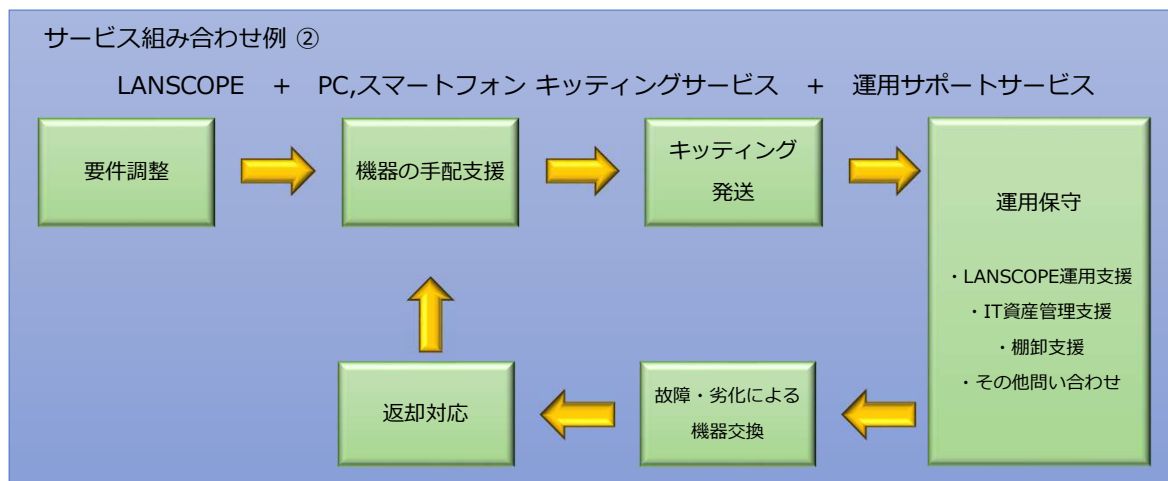 サービス組み合わせ例 ②
LANSCOPE + PC,スマートフォン キッティングサービス + 運用サポートサービス
要件調整
機器の手配支援
キッティング
発送
運用保守
・LANSCOPE運用支援
・IT資産管理支援
・棚卸支援
・その他問い合わせ
故障・劣化による
機器交換
返却対応